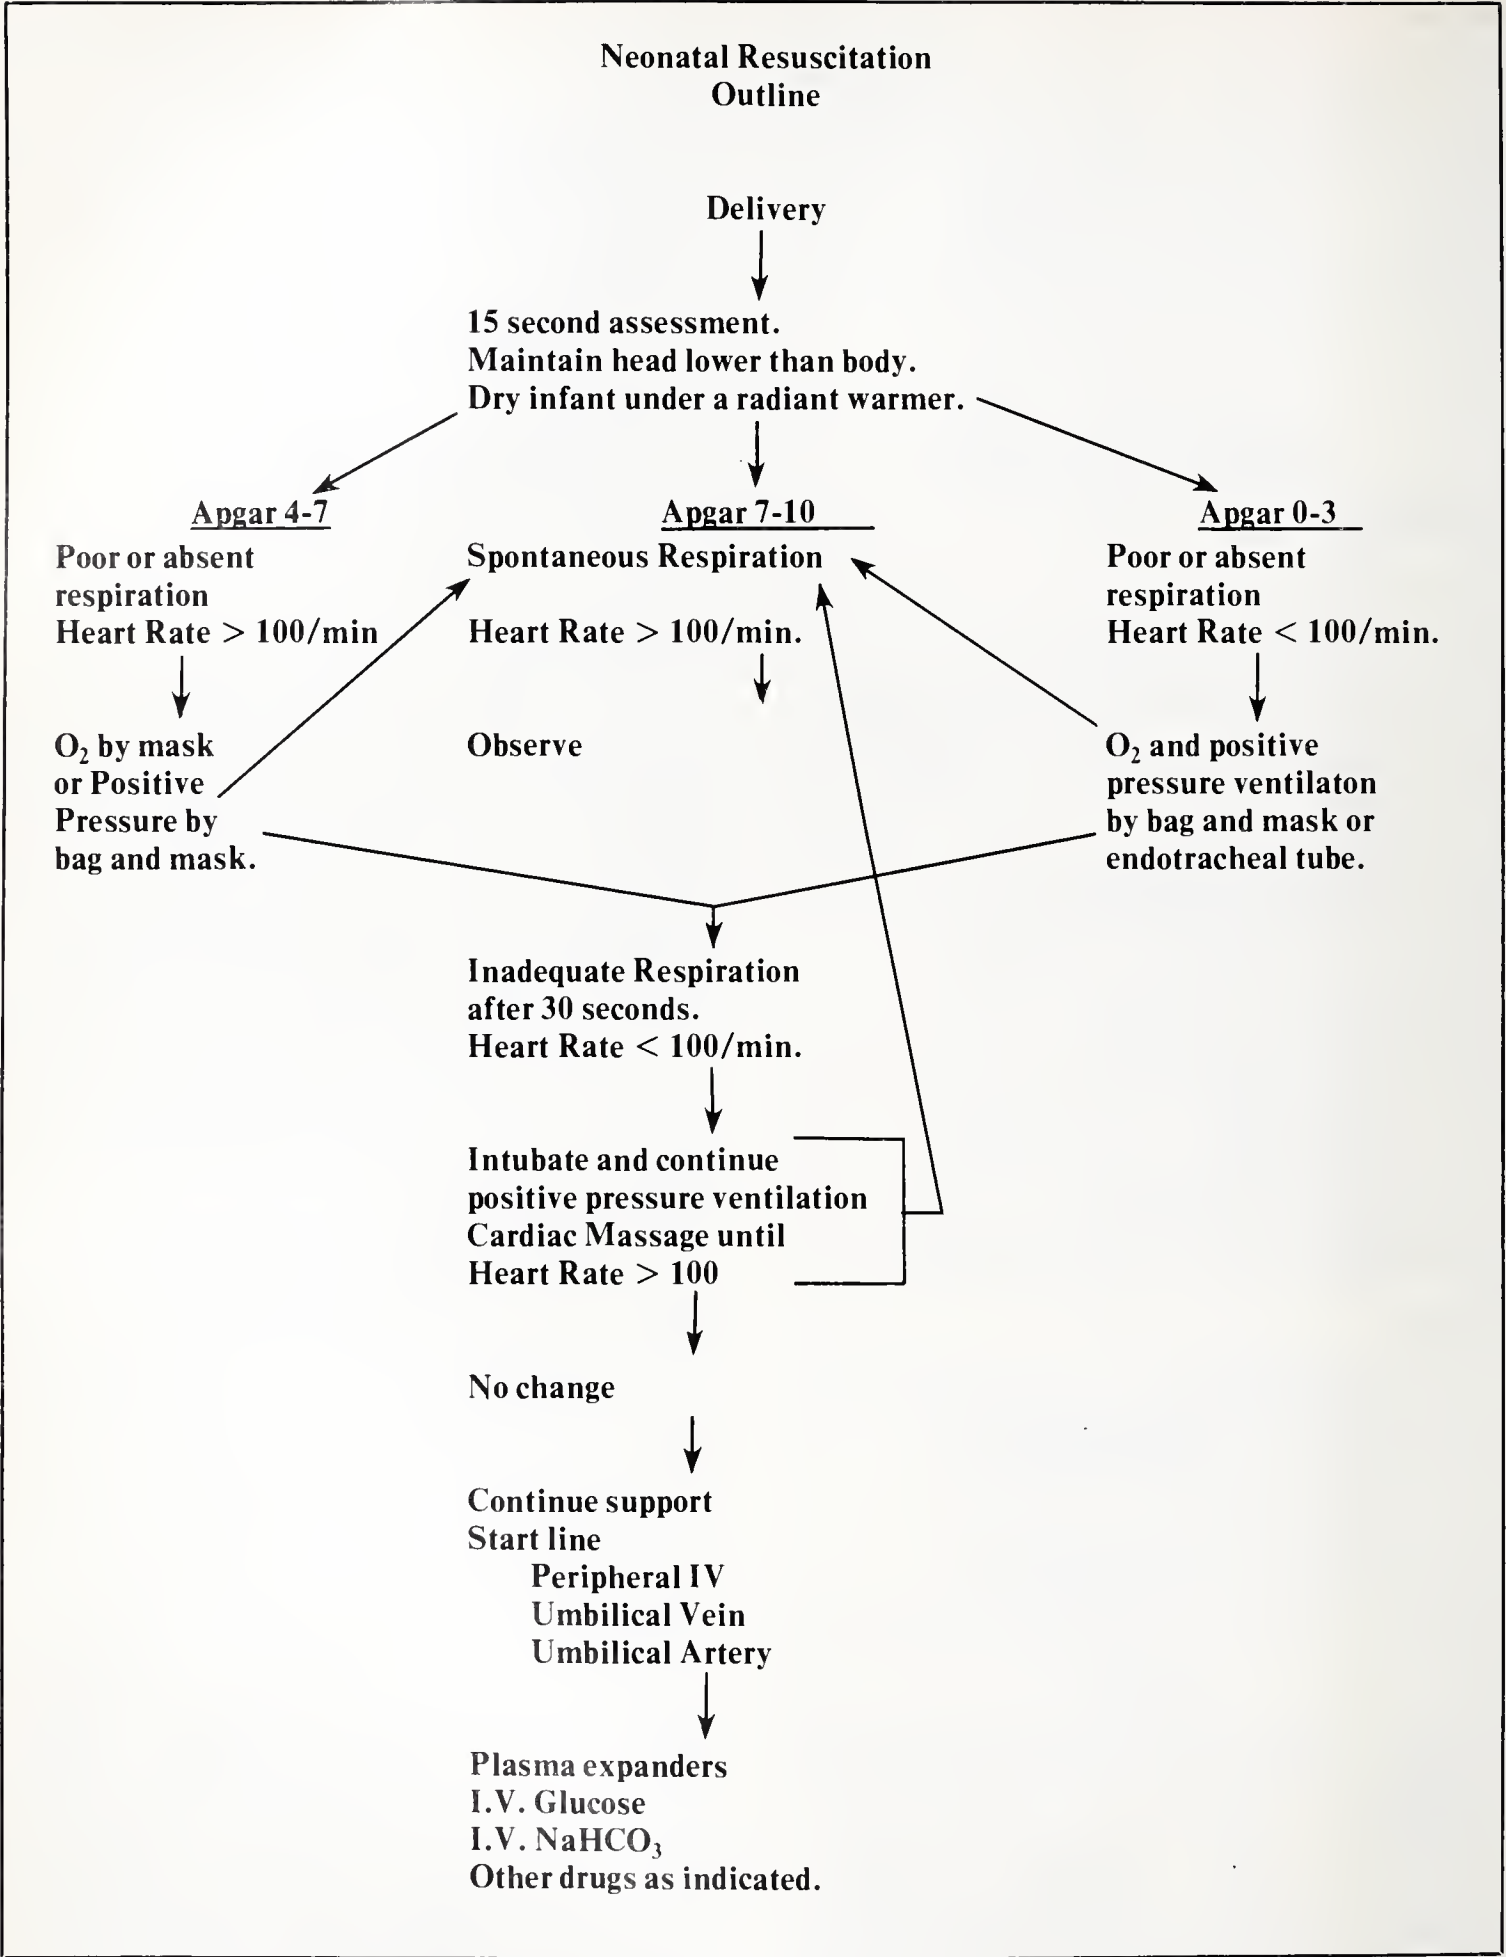 Neonatal Resuscitation
Outline
Delivery
15 second assessment.
Maintain head lower than body.
Dry infant under a radiant warmer.
Apgar 4-7
Poor or absent
respiration
Heart Rate > 100/min
O₂ by mask
or Positive
Pressure by
bag and mask.
Apgar 7-10
Spontaneous Respiration
Heart Rate > 100/min.
Observe
Apgar 0-3
Poor or absent
respiration
Heart Rate < 100/min.
O₂ and positive
pressure ventilaton
by bag and mask or
endotracheal tube.
Inadequate Respiration
after 30 seconds.
Heart Rate < 100/min.
Intubate and continue
positive pressure ventilation
Cardiac Massage until
Heart Rate > 100
No change
Continue support
Start line
Peripheral IV
Umbilical Vein
Umbilical Artery
Plasma expanders
I.V. Glucose
I.V. NaHCO₃
Other drugs as indicated.